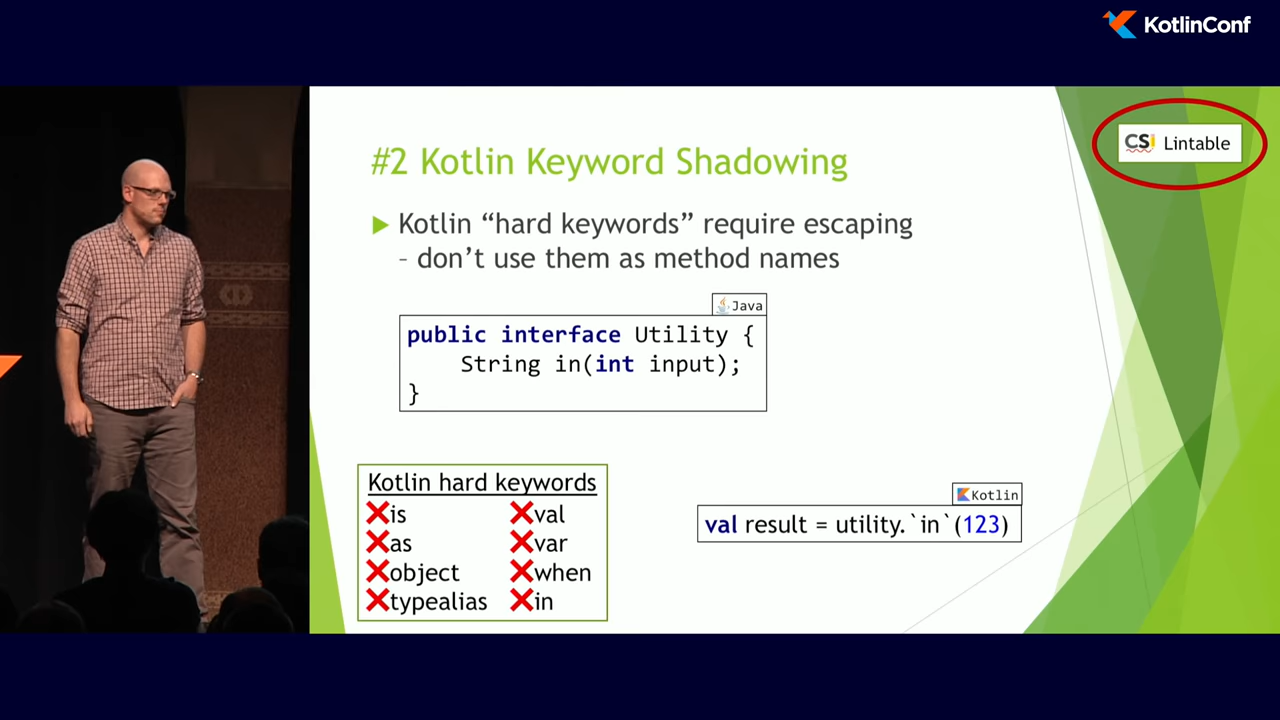 KotlinConf
CS! Lintable
#2 Kotlin Keyword Shadowing
Kotlin “hard keywords” require escaping
– don’t use them as method names
Java
public interface Utility {
String in(int input);
}
Kotlin hard keywords
is val
as var
object when
typealias in
Kotlin
val result = utility.`in`(123)